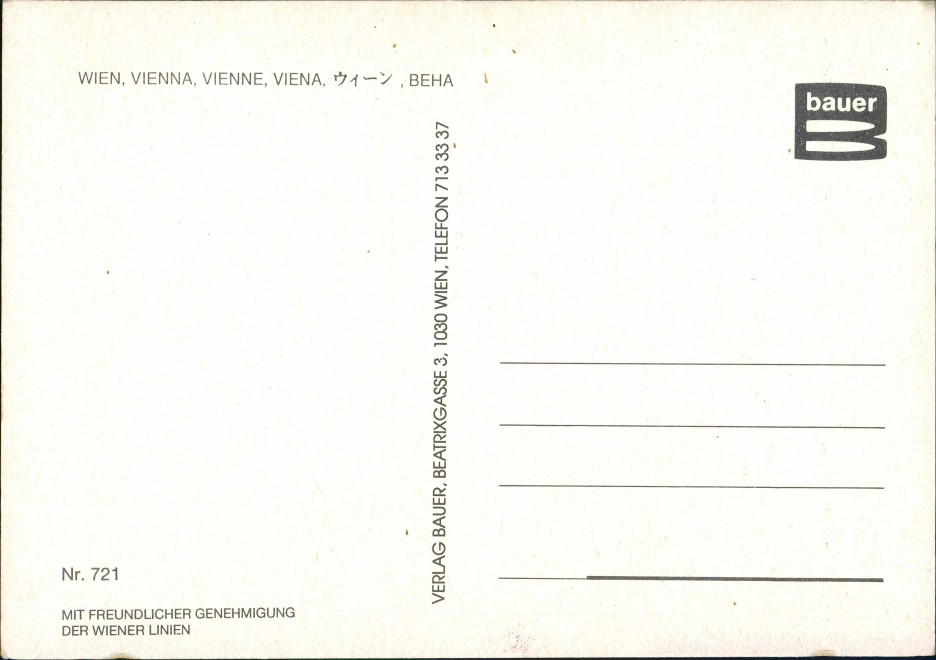 WIEN, VIENNA, VIENNE, VIENA, ウィーン , BEHA
bauer
VERLAG BAUER, BEATRIXGASSE 3, 1030 WIEN, TELEFON 713 33 37
Nr. 721
MIT FREUNDLICHER GENEHMIGUNG
DER WIENER LINIEN